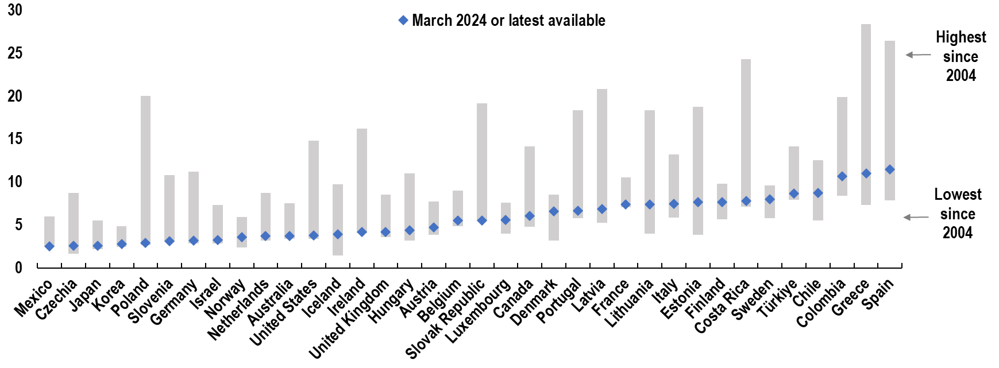 30
25
20
15
10
5
0
March 2024 or latest available
Highest
since
2004
Lowest
since
2004
Mexico
Czechia
Japan
Korea
Poland
Slovenia
Germany
Israel
Norway
Netherlands
Australia
United States
Iceland
Ireland
United Kingdom
Hungary
Austria
Belgium
Slovak Republic
Luxembourg
Canada
Denmark
Portugal
Latvia
France
Lithuania
Italy
Estonia
Finland
Costa Rica
Sweden
Türkiye
Chile
Colombia
Greece
Spain